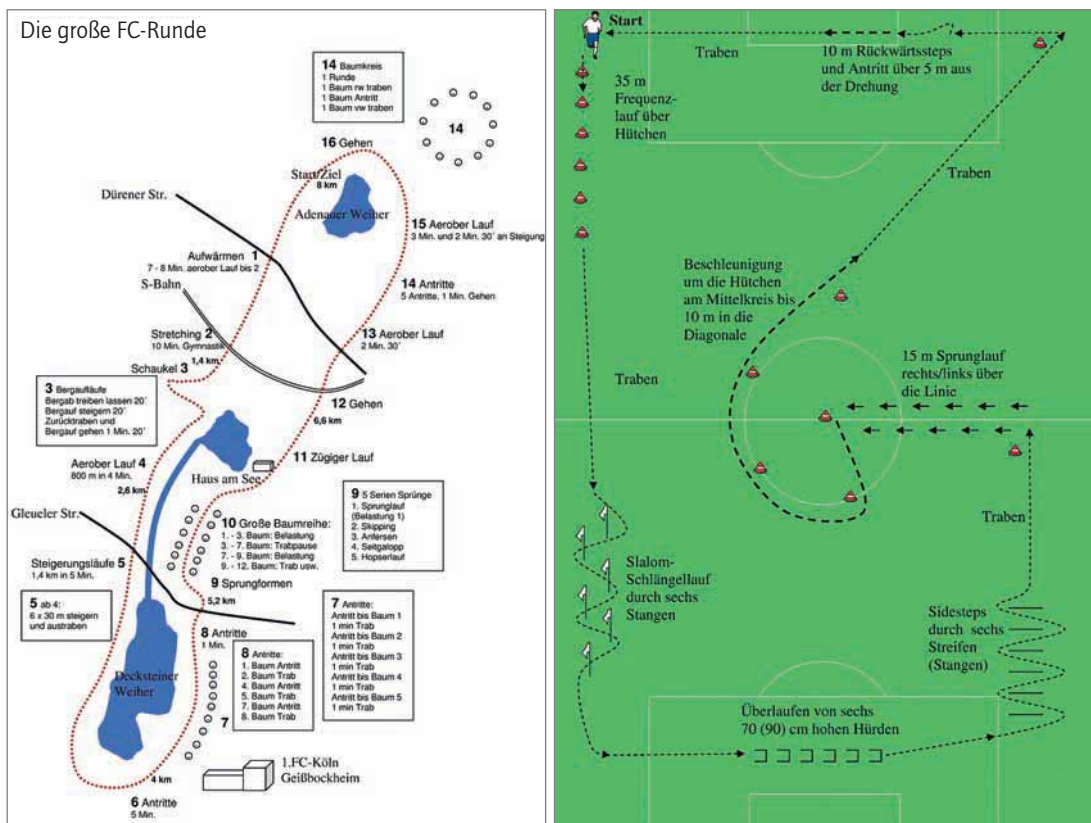 Die große FC-Runde
14 Baumkreis
1 Runde
1 Baum rw traben
1 Baum Antritt
1 Baum vw traben
14
16 Gehen
Start/Ziel
8 km
Adenauer Weiher
Dürener Str.
15 Aerober Lauf
3 Min. und 2 Min. 30´ an Steigung
Aufwärmen 1
7 - 8 Min. aerober Lauf bis 2
S-Bahn
14 Antritte
5 Antritte, 1 Min. Gehen
Stretching 2
10 Min. Gymnastik
1,4 km
13 Aerober Lauf
2 Min. 30´
Schaukel 3
3 Bergaufläufe
Bergab treiben lassen 20´
Bergauf steigern 20´
Zurücktraben und
Bergauf gehen 1 Min. 20´
12 Gehen
6,6 km
Aerober Lauf 4
800 m in 4 Min.
2,6 km
11 Zügiger Lauf
Haus am See
Gleueler Str.
10 Große Baumreihe:
1. - 3. Baum: Belastung
3. - 7. Baum: Trabpause
7. - 9. Baum: Belastung
9. - 12. Baum: Trab usw.
9 5 Serien Sprünge
1. Sprunglauf
(Belastung 1)
2. Skipping
3. Anfersen
4. Seitgalopp
5. Hopserlauf
Steigerungsläufe 5
1,4 km in 5 Min.
9 Sprungformen
5,2 km
5 ab 4:
6 x 30 m steigern
und austraben
8 Antritte
1 Min.
7 Antritte:
Antritt bis Baum 1
1 min Trab
Antritt bis Baum 2
1 min Trab
Antritt bis Baum 3
1 min Trab
Antritt bis Baum 4
1 min Trab
Antritt bis Baum 5
1 min Trab
8 Antritte:
1. Baum Antritt
2. Baum Trab
4. Baum Antritt
5. Baum Trab
7. Baum Antritt
8. Baum Trab
Decksteiner
Weiher
7
4 km
1.FC-Köln
Geißbockheim
6 Antritte
5 Min.
Start
Traben
10 m Rückwärtssteps
und Antritt über 5 m aus
der Drehung
35 m
Frequenz-
lauf über
Hütchen
Traben
Beschleunigung
um die Hütchen
am Mittelkreis bis
10 m in die
Diagonale
15 m Sprunglauf
rechts/links über
die Linie
Traben
Traben
Slalom-
Schlängellauf
durch sechs
Stangen
Sidesteps
durch sechs
Streifen
(Stangen)
Überlaufen von sechs
70 (90) cm hohen Hürden